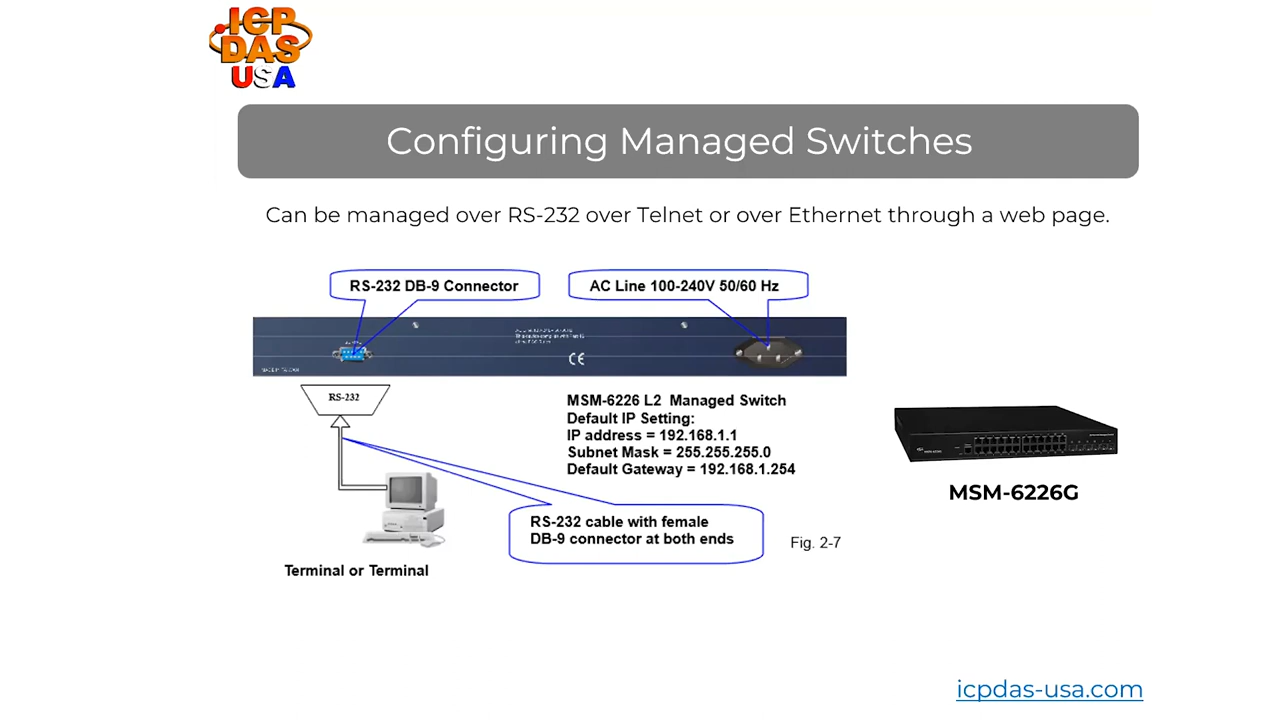 ICP
DAS
USA
Configuring Managed Switches
Can be managed over RS-232 over Telnet or over Ethernet through a web page.
RS-232 DB-9 Connector
AC Line 100-240V 50/60 Hz
CE
MADE IN TAIWAN
RS-232
MSM-6226 L2 Managed Switch
Default IP Setting:
IP address = 192.168.1.1
Subnet Mask = 255.255.255.0
Default Gateway = 192.168.1.254
MSM-6226G
RS-232 cable with female
DB-9 connector at both ends
Fig. 2-7
Terminal or Terminal
icpdas-usa.com